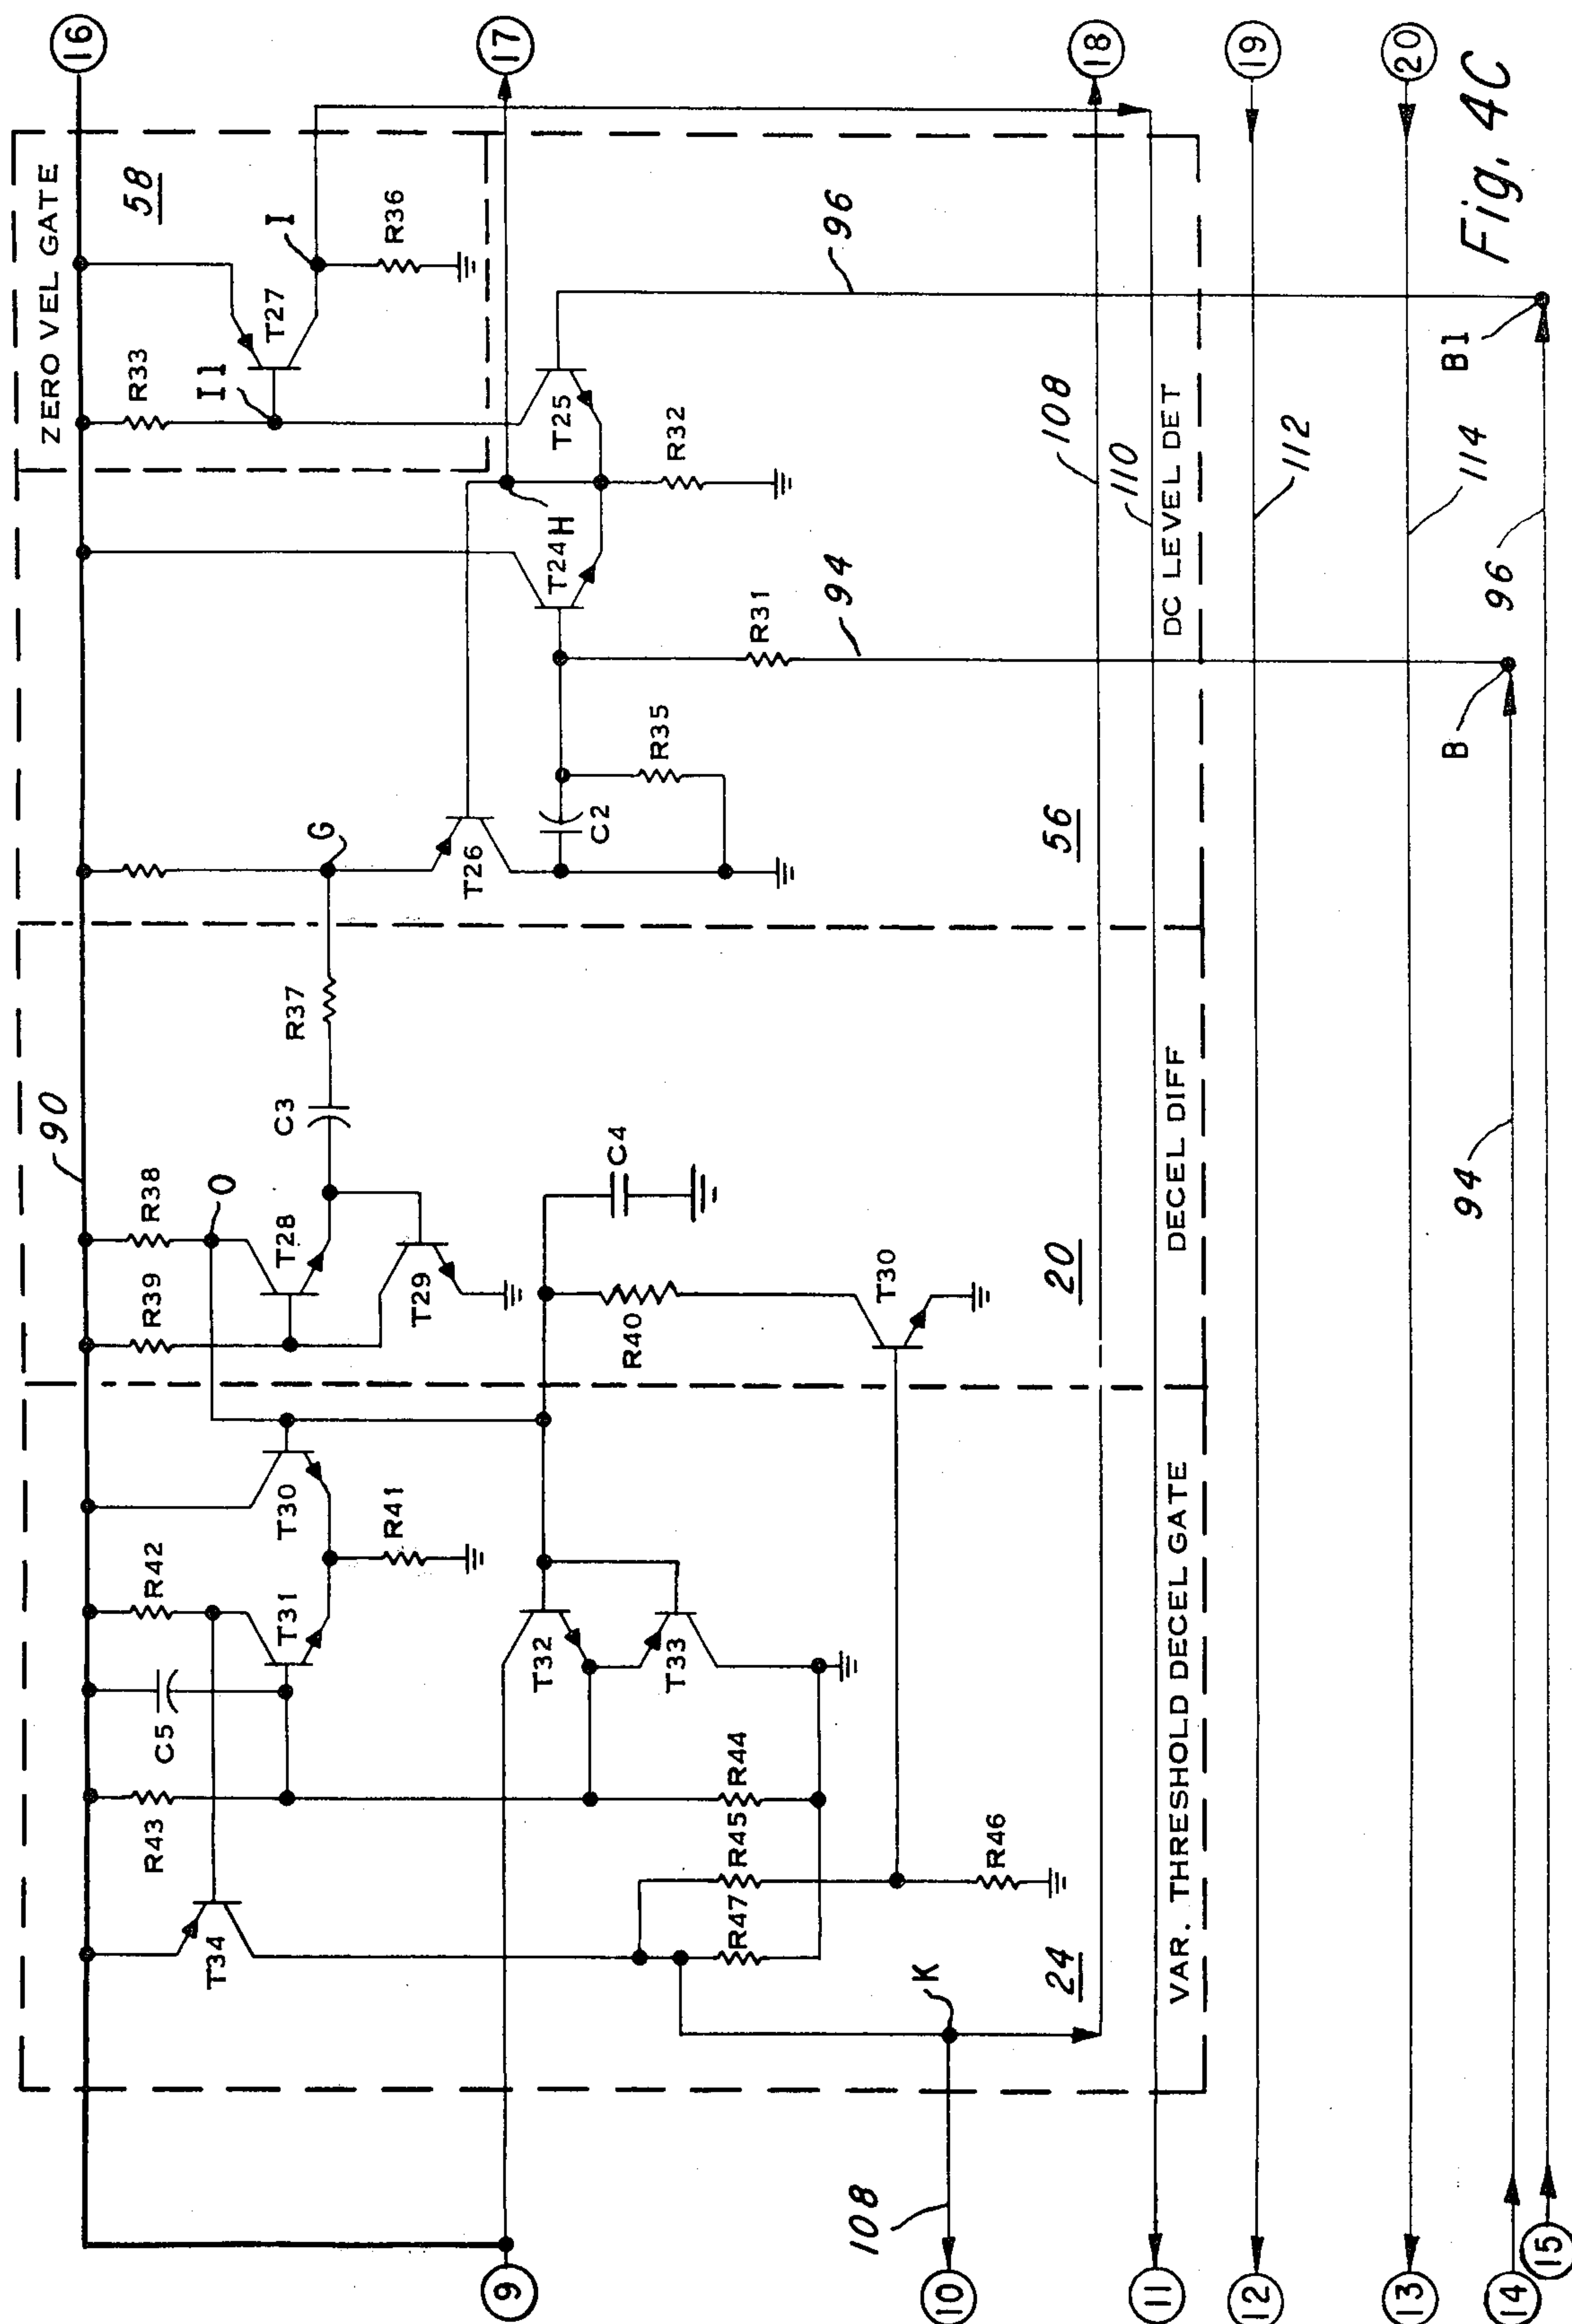 16
17
18
19
20
Fig. 4C
ZERO VEL GATE
58
I
R36
T27
I1
R33
96
B1
T25
R32
H
T24
108
110
DC LEVEL DET
112
114
96
R31
94
B
R35
C2
T26
G
56
90
R37
C3
R38
O
T28
R39
T29
C4
R40
T30
20
DECEL DIFF
94
T30
R41
R42
T31
C5
R43
T34
T32
T33
R44
R45
R47
R46
K
24
VAR. THRESHOLD DECEL GATE
108
9
10
11
12
13
14
15